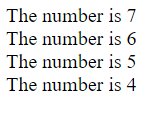 The number is 7
The number is 6
The number is 5
The number is 4